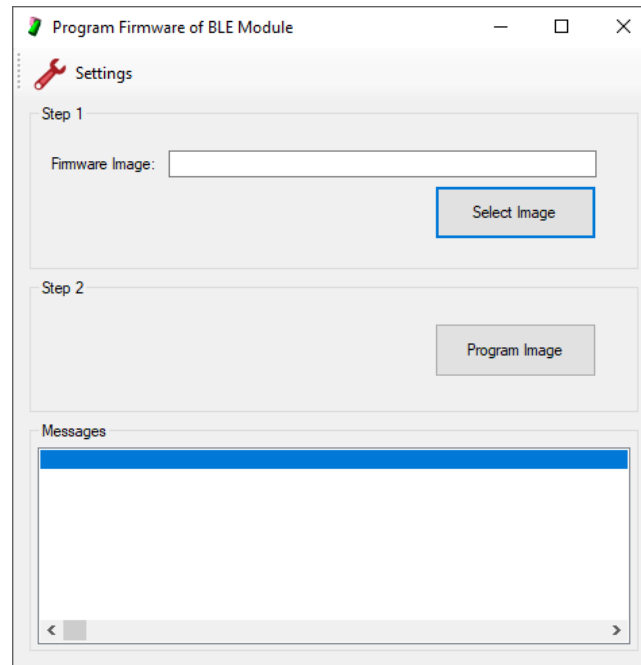 Program Firmware of BLE Module
Settings
Step 1
Firmware Image:
Select Image
Step 2
Program Image
Messages